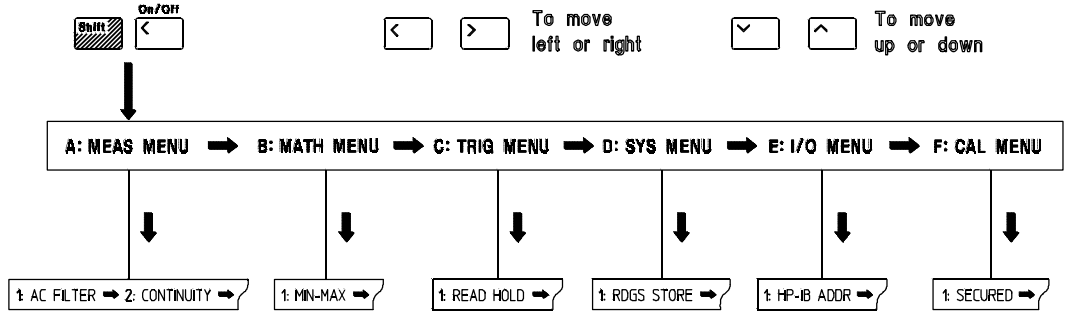 On/Off
Shift < < > To move left or right ∨ ∧ To move up or down
A: MEAS MENU ➡ B: MATH MENU ➡ C: TRIG MENU ➡ D: SYS MENU ➡ E: I/O MENU ➡ F: CAL MENU
1: AC FILTER ➡ 2: CONTINUITY ➡
1: MIN-MAX ➡
1: READ HOLD ➡
1: RDGS STORE ➡
1: HP-IB ADDR ➡
1: SECURED ➡